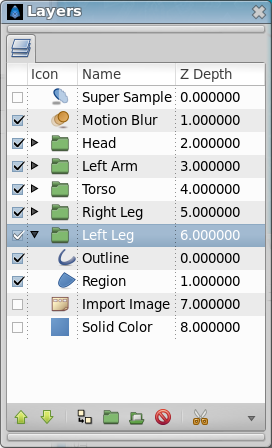 Layers
Icon Name Z Depth
Super Sample 0.000000
Motion Blur 1.000000
Head 2.000000
Left Arm 3.000000
Torso 4.000000
Right Leg 5.000000
Left Leg 6.000000
Outline 0.000000
Region 1.000000
Import Image 7.000000
Solid Color 8.000000